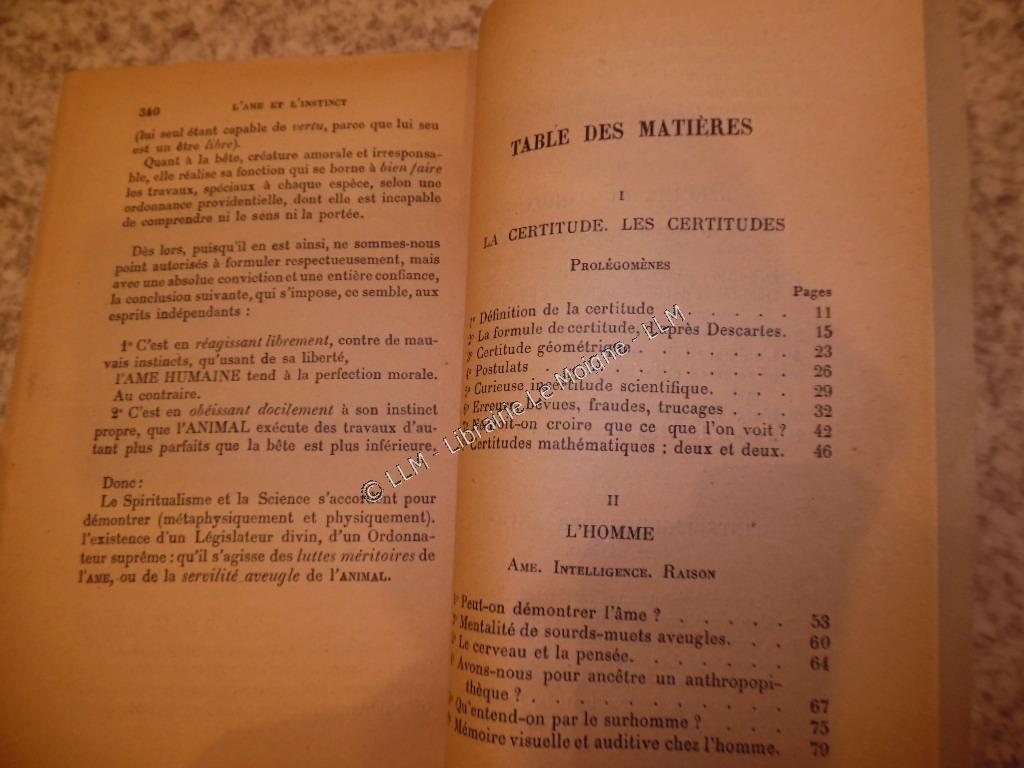 340
L'AME ET L'INSTINCT
(lui seul étant capable de vertu, parce que lui seu
est un être libre).
Quant à la bête, créature amorale et irresponsa-
ble, elle réalise sa fonction qui se borne à bien faire
les travaux, spéciaux à chaque espèce, selon une
ordonnance providentielle, dont elle est incapable
de comprendre ni le sens ni la portée.
Dès lors, puisqu'il en est ainsi, ne sommes-nous
point autorisés à formuler respectueusement, mais
avec une absolue conviction et une entière confiance,
la conclusion suivante, qui s'impose, ce semble, aux
esprits indépendants :
1° C'est en réagissant librement, contre de mau-
vais instincts, qu'usant de sa liberté,
l'AME HUMAINE tend à la perfection morale.
Au contraire.
2° C'est en obéissant docilement à son instinct
propre, que l'ANIMAL exécute des travaux d'au-
tant plus parfaits que la bête est plus inférieure.
Donc :
Le Spiritualisme et la Science s'accordent pour
démontrer (métaphysiquement et physiquement).
l'existence d'un Législateur divin, d'un Ordonna-
teur suprême : qu'il s'agisse des luttes méritoires de
l'AME, ou de la servilité aveugle de l'ANIMAL.
TABLE DES MATIÈRES
I
LA CERTITUDE. LES CERTITUDES
PROLÉGOMÈNES
Pages
1° Définition de la certitude . . . . . . 11
2° La formule de certitude, d'après Descartes. 15
3° Certitude géométrique . . . . . . . 23
4° Postulats . . . . . . . . . 26
5° Curieuse incertitude scientifique. . . . 29
6° Erreurs, bévues, fraudes, trucages . . . 32
7° Ne doit-on croire que ce que l'on voit ? 42
Certitudes mathématiques : deux et deux. 46
II
L'HOMME
AME. INTELLIGENCE. RAISON
Peut-on démontrer l'âme ? . . . . . . 53
Mentalité de sourds-muets aveugles. . . 60
Le cerveau et la pensée. . . . . . . 64
Avons-nous pour ancêtre un anthropopi-
thèque ? . . . . . . . . . . 67
Qu'entend-on par le surhomme ? . . . . 75
Mémoire visuelle et auditive chez l'homme. 79
© LLM - Librairie Le Moigne - LLM